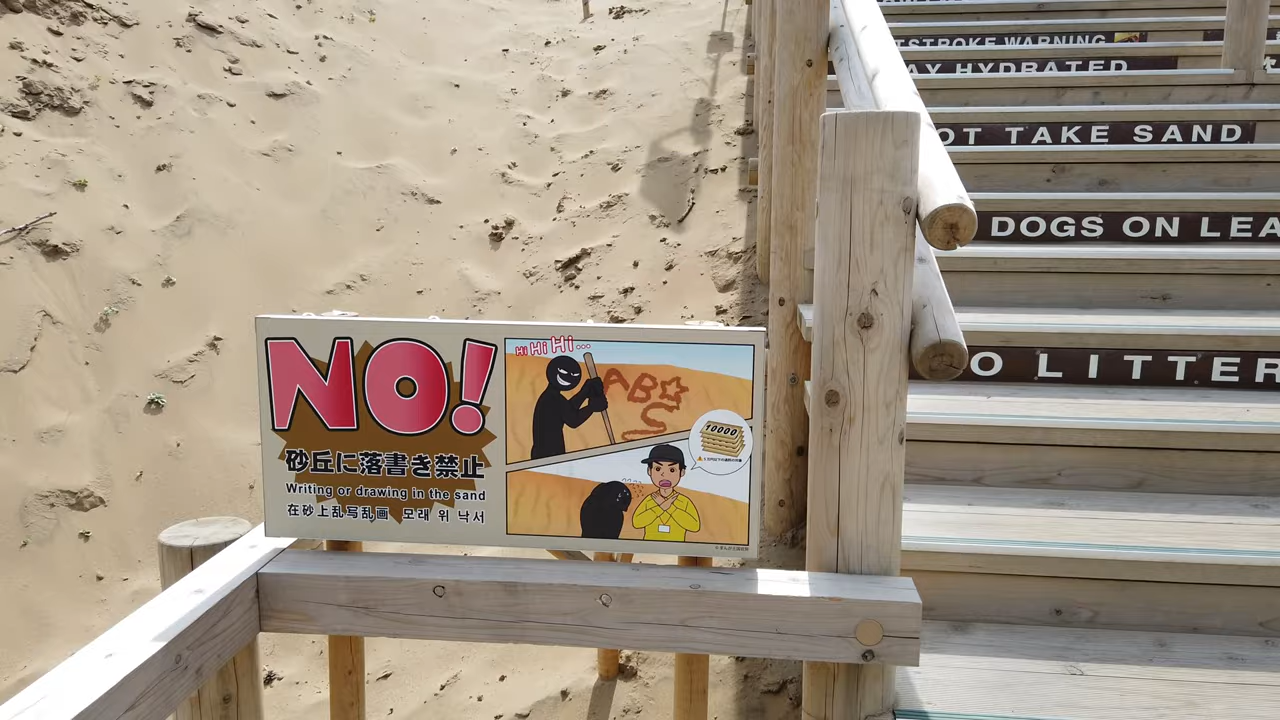 NO!
砂丘に落書き禁止
Writing or drawing in the sand
在砂上乱写乱画 모래 위 낙서
Hi Hi Hi...
ABS
10000
TSTROKE WARNING
AY HYDRATED
OT TAKE SAND
DOGS ON LEA
O LITTER